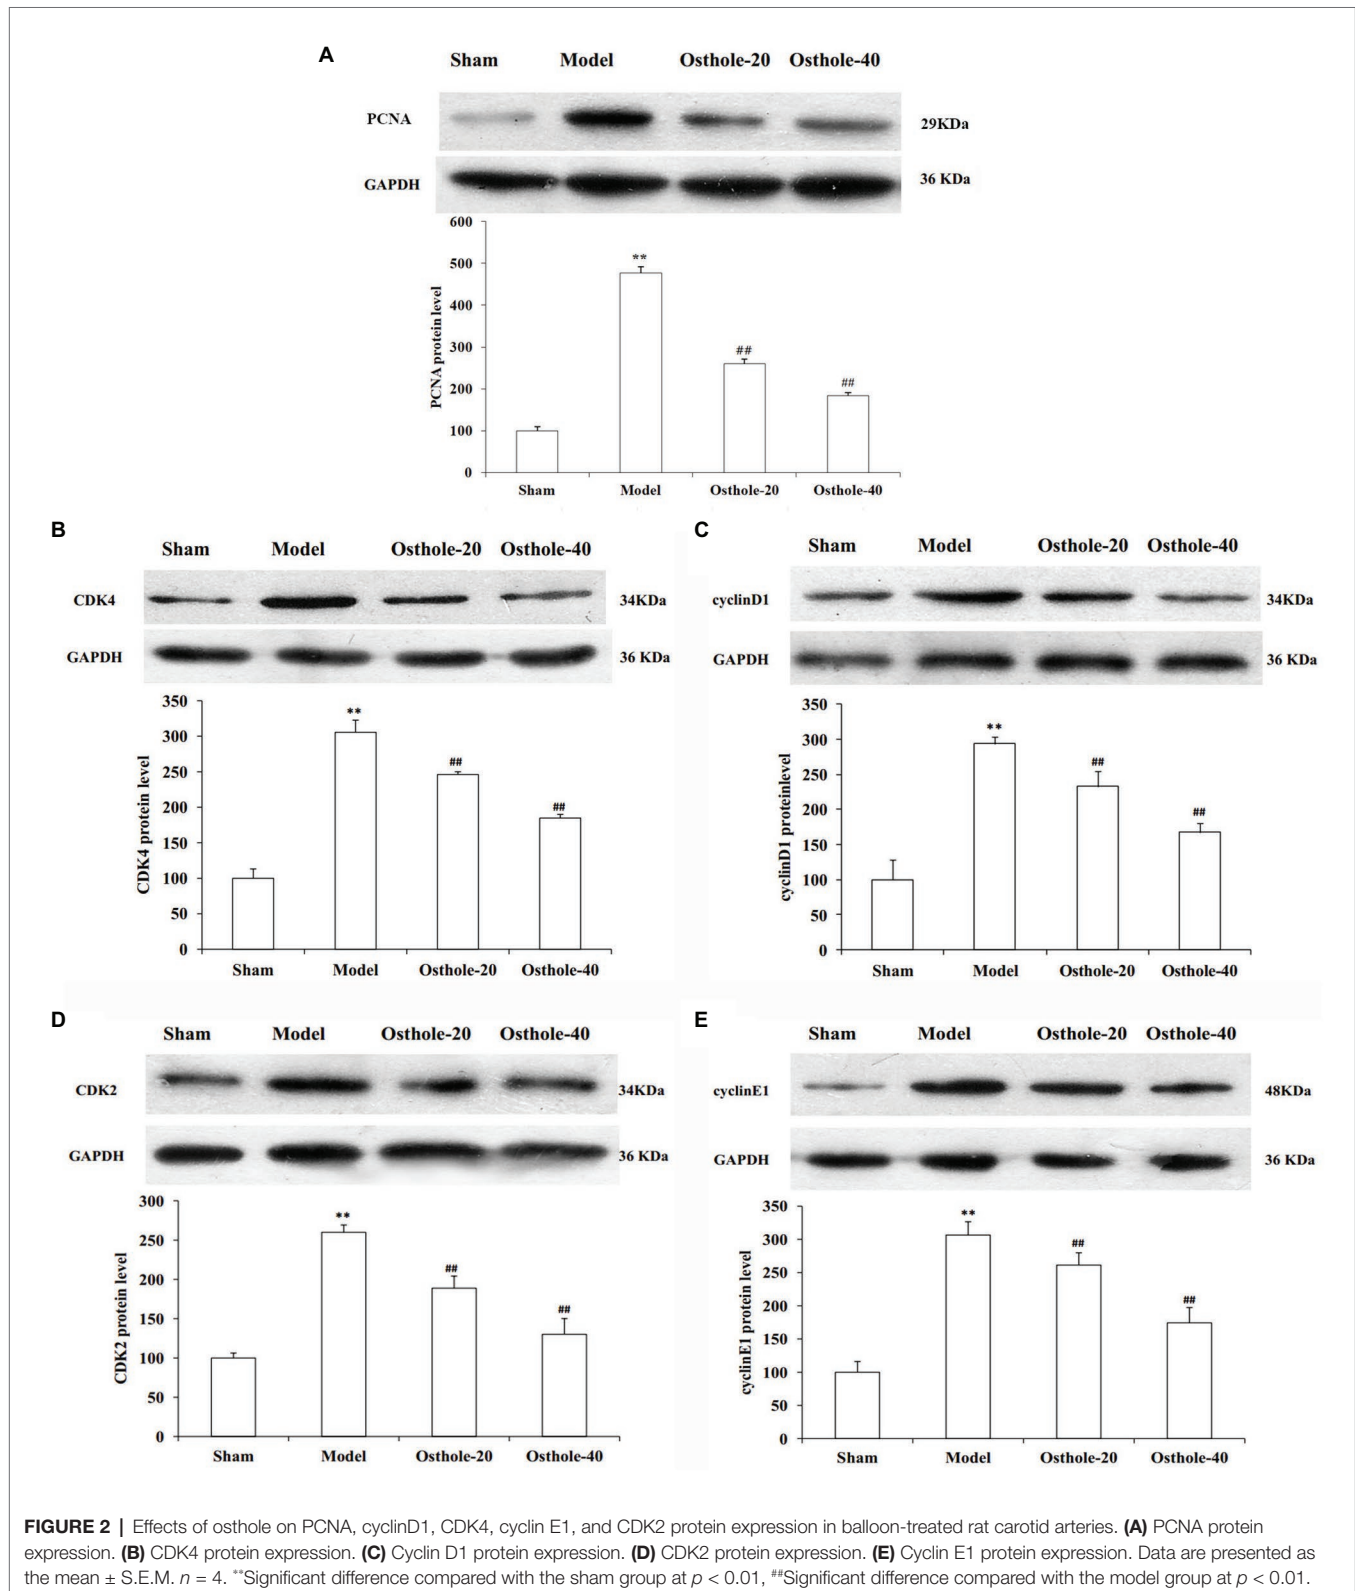 A
Sham Model Osthole-20 Osthole-40
PCNA 29KDa
GAPDH 36 KDa
600
500
400
300
200
100
0
PCNA protein level
**
##
##
Sham Model Osthole-20 Osthole-40
B
Sham Model Osthole-20 Osthole-40
CDK4 34KDa
GAPDH 36 KDa
350
300
250
200
150
100
50
0
CDK4 protein level
**
##
##
Sham Model Osthole-20 Osthole-40
C
Sham Model Osthole-20 Osthole-40
cyclinD1 34KDa
GAPDH 36 KDa
350
300
250
200
150
100
50
0
cyclinD1 proteinlevel
**
##
##
Sham Model Osthole-20 Osthole-40
D
Sham Model Osthole-20 Osthole-40
CDK2 34KDa
GAPDH 36 KDa
300
250
200
150
100
50
0
CDK2 protein level
**
##
##
Sham Model Osthole-20 Osthole-40
E
Sham Model Osthole-20 Osthole-40
cyclinE1 48KDa
GAPDH 36 KDa
350
300
250
200
150
100
50
0
cyclinE1 protein level
**
##
##
Sham Model Osthole-20 Osthole-40
FIGURE 2 | Effects of osthole on PCNA, cyclinD1, CDK4, cyclin E1, and CDK2 protein expression in balloon-treated rat carotid arteries. (A) PCNA protein
expression. (B) CDK4 protein expression. (C) Cyclin D1 protein expression. (D) CDK2 protein expression. (E) Cyclin E1 protein expression. Data are presented as
the mean ± S.E.M. n = 4. **Significant difference compared with the sham group at p < 0.01, ##Significant difference compared with the model group at p < 0.01.